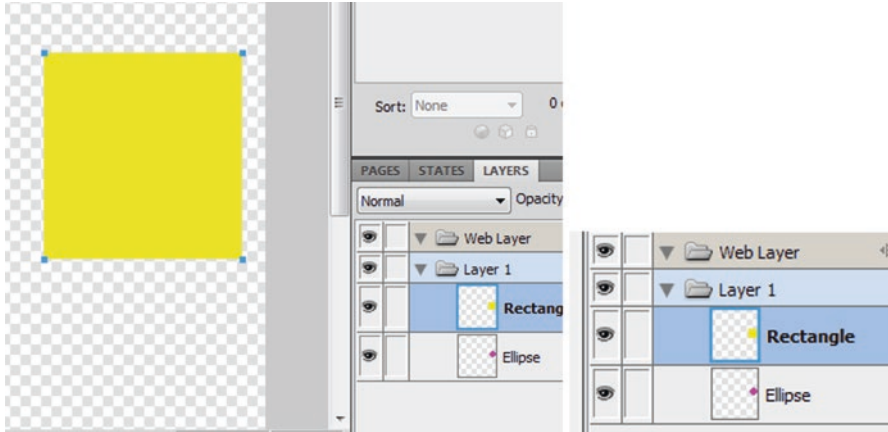 Sort: None 0
PAGES STATES LAYERS
Normal Opacity
Web Layer
Layer 1
Rectang
Ellipse
Web Layer
Layer 1
Rectangle
Ellipse